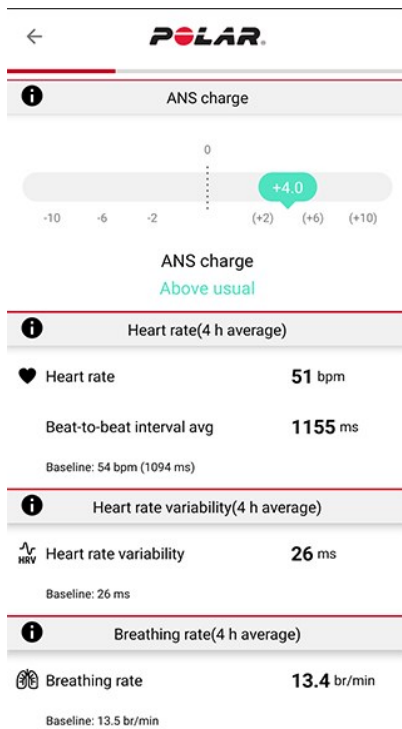 POLAR.
ANS charge
0
+4.0
-10 -6 -2 (+2) (+6) (+10)
ANS charge
Above usual
Heart rate(4 h average)
Heart rate 51 bpm
Beat-to-beat interval avg 1155 ms
Baseline: 54 bpm (1094 ms)
Heart rate variability(4 h average)
HRV Heart rate variability 26 ms
Baseline: 26 ms
Breathing rate(4 h average)
Breathing rate 13.4 br/min
Baseline: 13.5 br/min